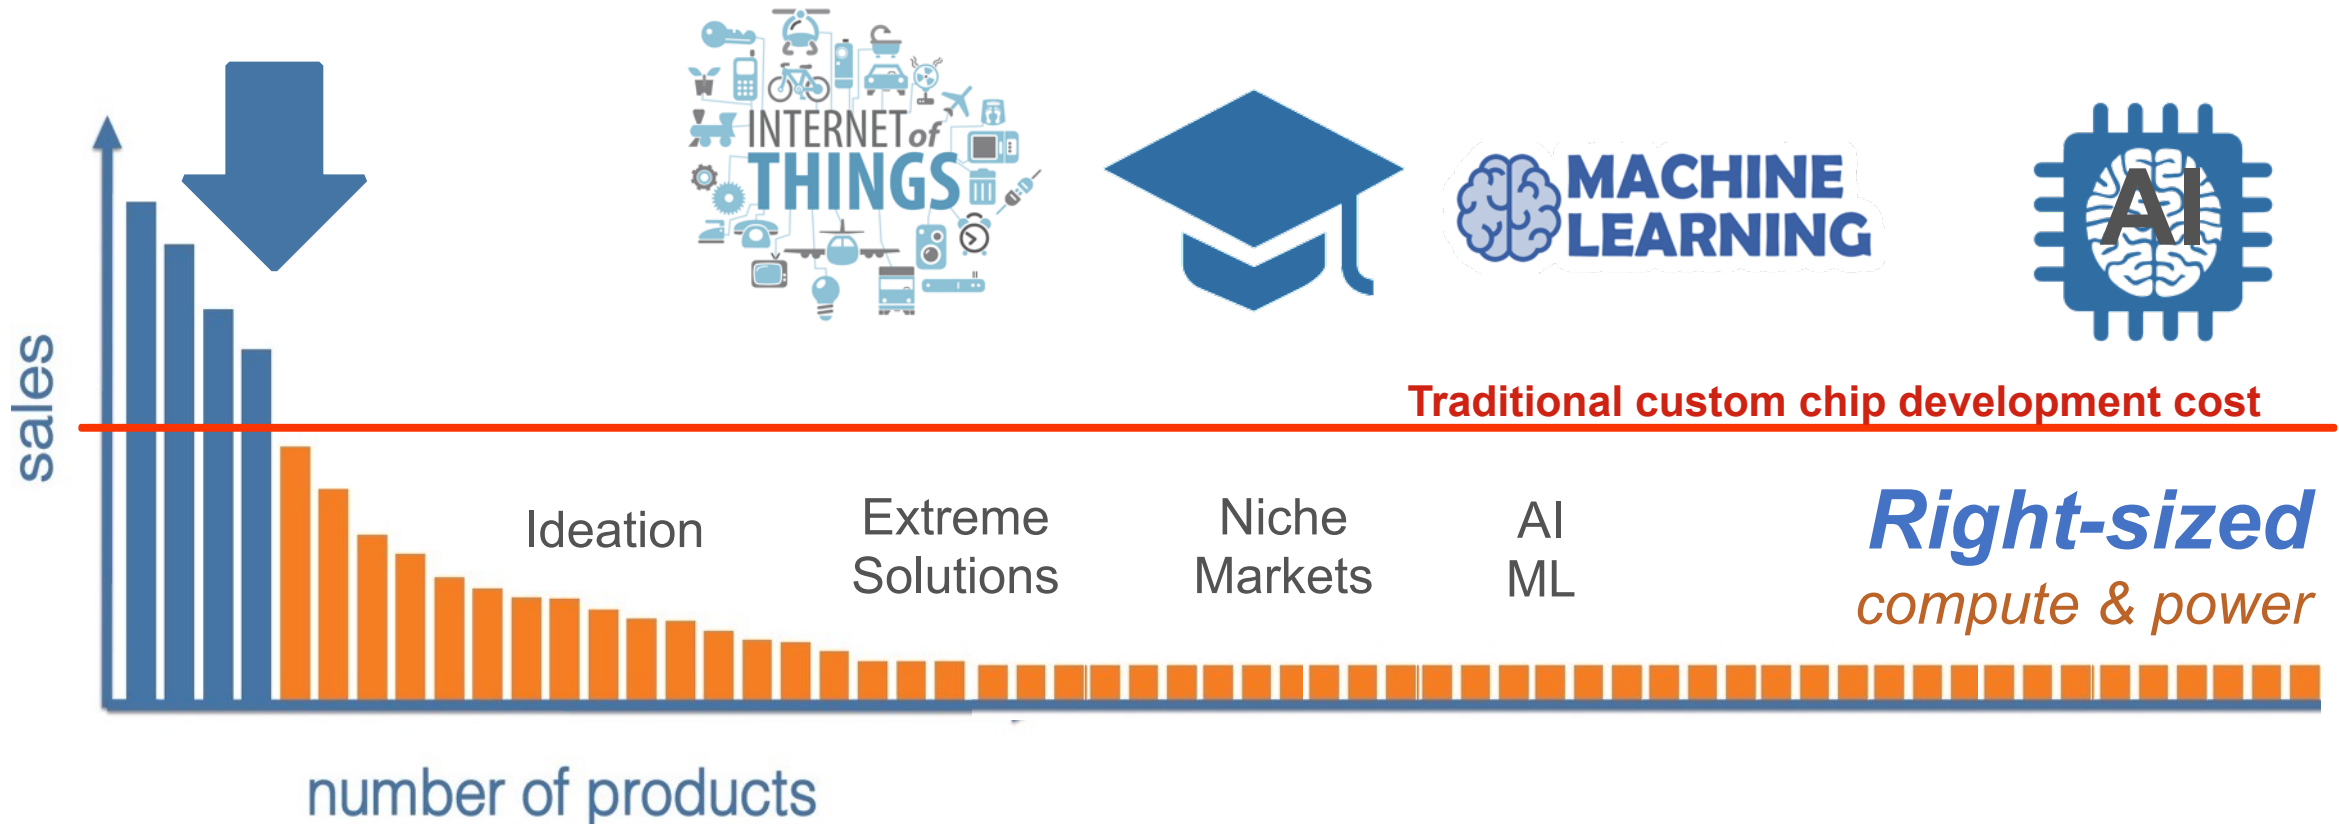 INTERNET of
THINGS
MACHINE
LEARNING
AI
sales
Traditional custom chip development cost
Ideation
Extreme
Solutions
Niche
Markets
AI
ML
Right-sized
compute & power
number of products